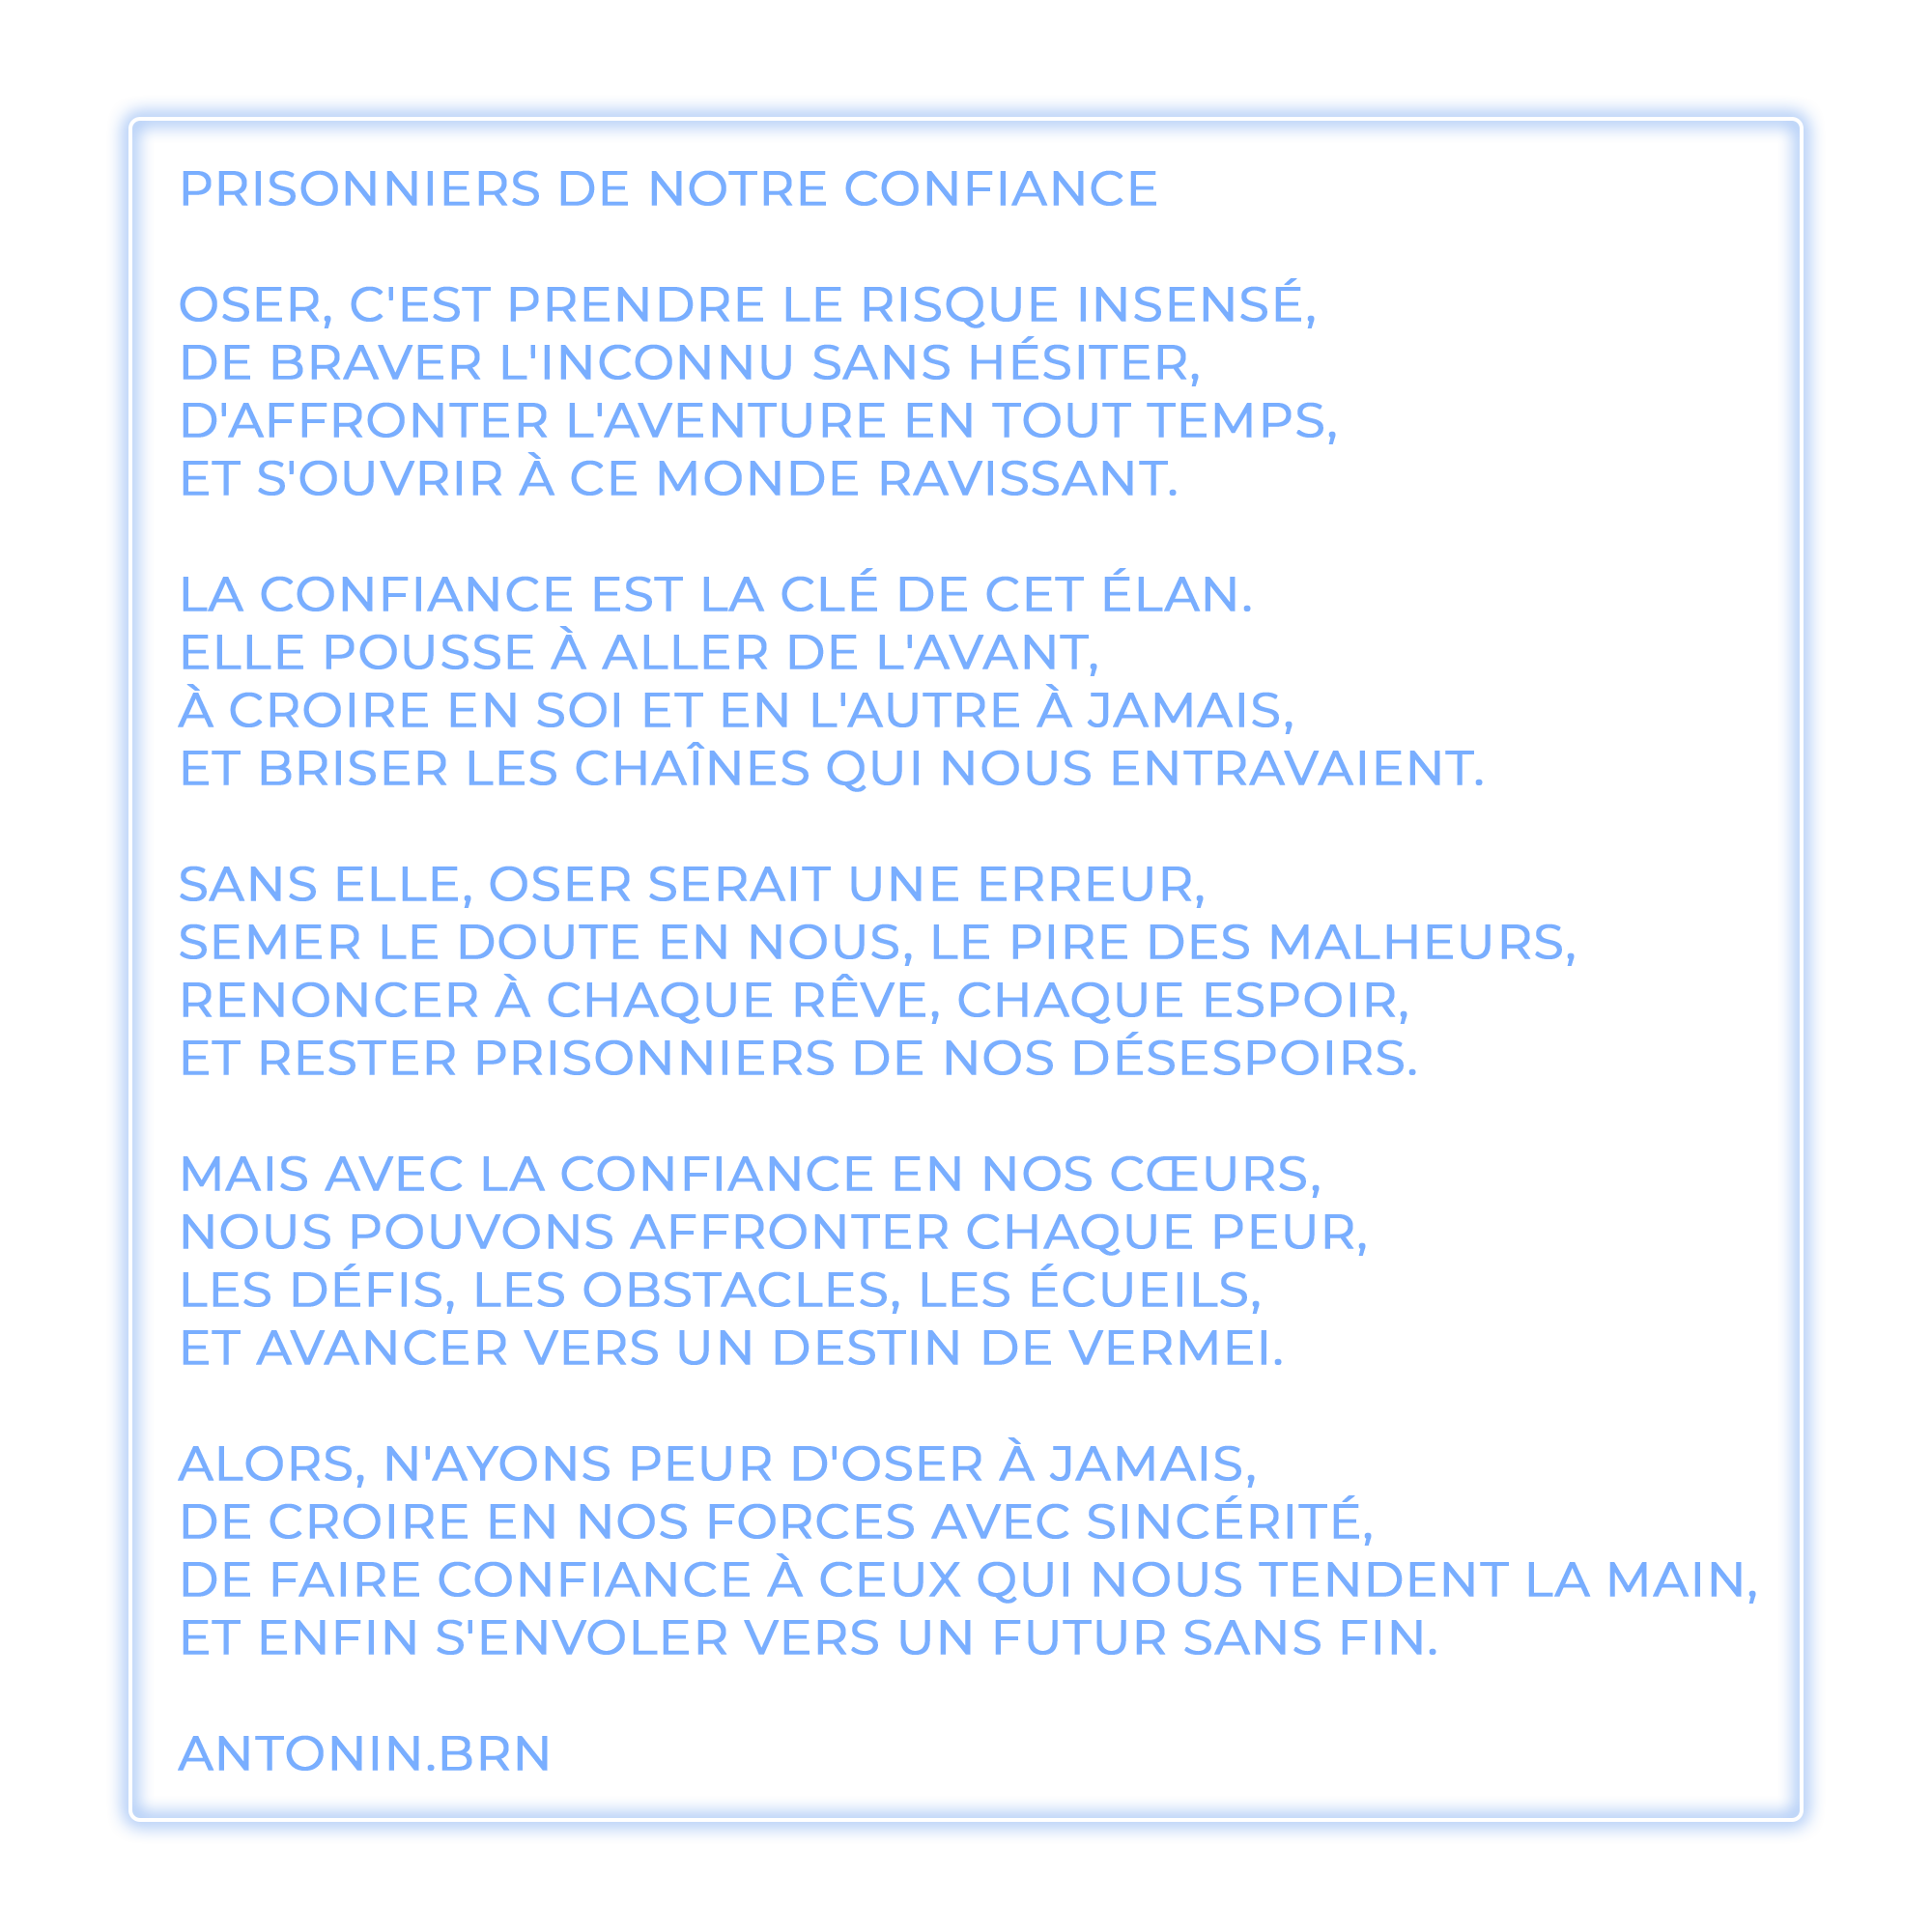 PRISONNIERS DE NOTRE CONFIANCE
OSER, C'EST PRENDRE LE RISQUE INSENSÉ,
DE BRAVER L'INCONNU SANS HÉSITER,
D'AFFRONTER L'AVENTURE EN TOUT TEMPS,
ET S'OUVRIR À CE MONDE RAVISSANT.
LA CONFIANCE EST LA CLÉ DE CET ÉLAN.
ELLE POUSSE À ALLER DE L'AVANT,
À CROIRE EN SOI ET EN L'AUTRE À JAMAIS,
ET BRISER LES CHAÎNES QUI NOUS ENTRAVAIENT.
SANS ELLE, OSER SERAIT UNE ERREUR,
SEMER LE DOUTE EN NOUS, LE PIRE DES MALHEURS,
RENONCER À CHAQUE RÊVE, CHAQUE ESPOIR,
ET RESTER PRISONNIERS DE NOS DÉSESPOIRS.
MAIS AVEC LA CONFIANCE EN NOS CŒURS,
NOUS POUVONS AFFRONTER CHAQUE PEUR,
LES DÉFIS, LES OBSTACLES, LES ÉCUEILS,
ET AVANCER VERS UN DESTIN DE VERMEI.
ALORS, N'AYONS PEUR D'OSER À JAMAIS,
DE CROIRE EN NOS FORCES AVEC SINCÉRITÉ,
DE FAIRE CONFIANCE À CEUX QUI NOUS TENDENT LA MAIN,
ET ENFIN S'ENVOLER VERS UN FUTUR SANS FIN.
ANTONIN.BRN